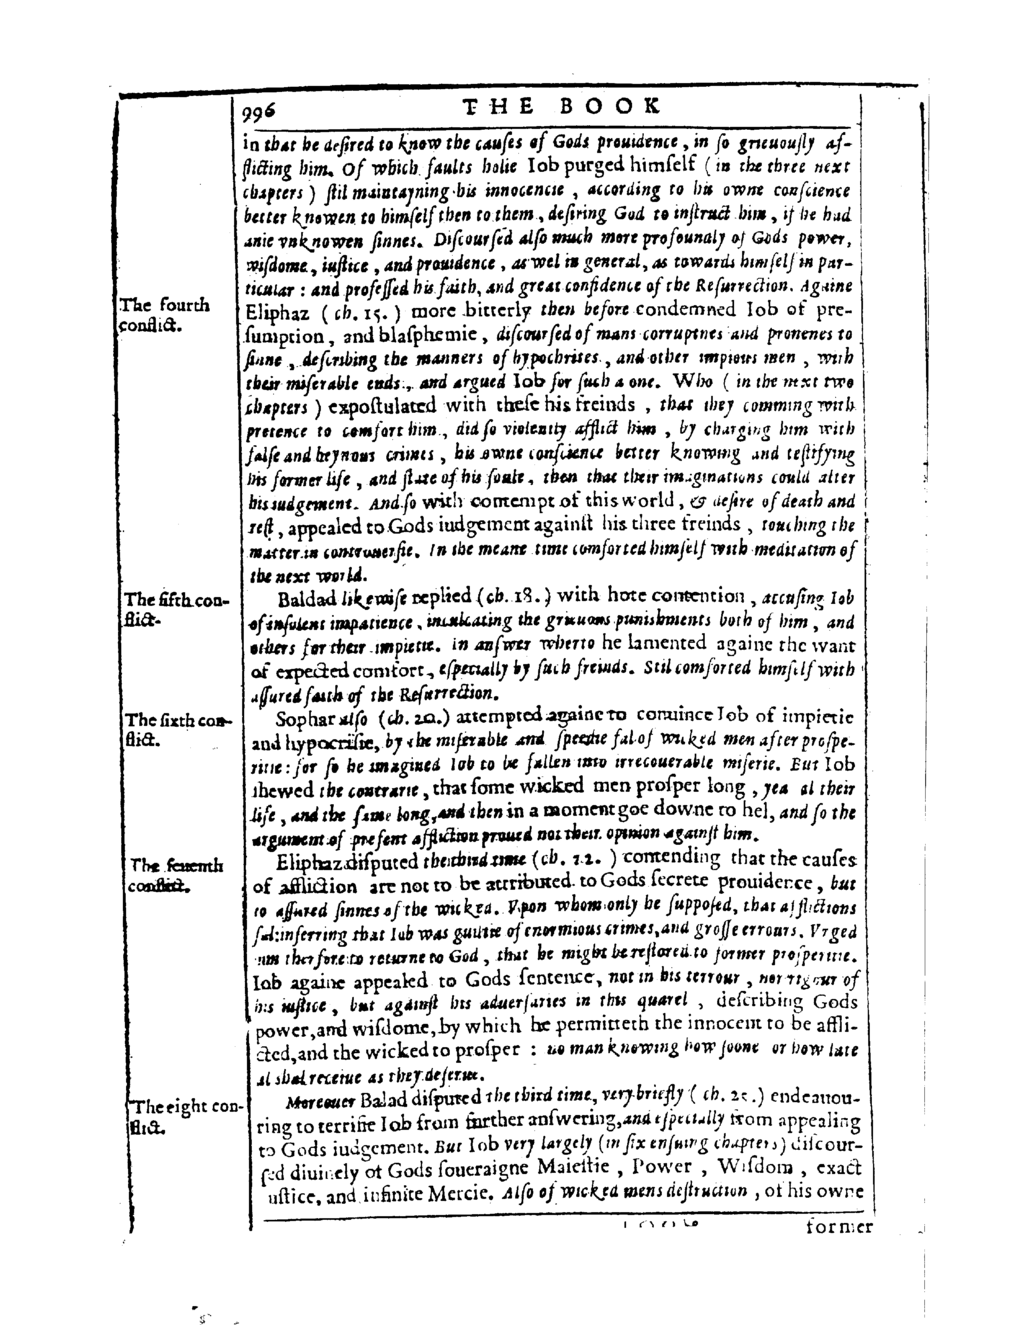 996 THE BOOK
in that he desired to know the causes of Gods prouidence, in so grieuously af-
flicting him. Of which faults holie Iob purged himself (in the three next
chapters) stil maintayning his innocencie, according to his owne conscience
better knowen to himself then to them, desiring God to instruct him, if he had
anie vnknowen sinnes. Discoursed also much more profounaly of Gods power,
wisdome, iustice, and prouidence, as wel in general, as towards himself in par-
ticular: and professed his faith, and great confidence of the Resurrection. Againe
The fourth
conflict.
Eliphaz (ch. 15.) more bitterly then before condemned Iob of pre-
sumption, and blasphemie, discoursed of mans corruptnes and pronenes to
sinne, describing the manners of hypochrites, and other impious men, with
their miserable ends, and argued Iob for such a one. Who (in the next two
chapters) expostulated with these his freinds, that they comming with
pretence to comfort him, did so violently afflict him, by charging him with
false and heynous crimes, his owne conscience better knowing and testifying
his former life, and state of his soule, then that their imaginations could alter
his iudgement. And so with contempt of this world, & desire of death and
rest, appealed to Gods iudgement against his three freinds, touching the
matter in controuersie. In the meane time comforted himself with meditation of
the next world.
The fifth con-
flict.
Baldad likewise replied (ch. 18.) with hote contention, accusing Iob
of insolent impatience, inculcating the grieuous punishments both of him, and
others for their impietie. in answer wherto he lamented againe the want
of expected comfort, especially by such freinds. Stil comforted himself with
assured faith of the Resurrection.
The sixth con-
flict.
Sophar also (ch. 20.) attempted againe to conuince Iob of impietie
and hypocrisie, by the miserable and speedie fal of wicked men after prospe-
ritie: for so he imagined Iob to be fallen into irrecouerable miserie. But Iob
shewed the contrarie, that some wicked men prosper long, yea al their
life, and the same long, and then in a moment goe downe to hel, and so the
argument of present affliction proued not their opinion against him.
The seuenth
conflict.
Eliphaz disputed the third time (ch. 22.) contending that the causes
of affliction are not to be attributed to Gods secrete prouidence, but
to assured sinnes of the wicked. Vpon whom only he supposed, that afflictions
fal: inferring that Iob was guiltie of enormious crimes, and grosse errours. Vrged
him therfore to returne to God, that he might be restored to former prosperitie.
Iob againe appealed to Gods sentence, not in his terrour, nor rigour of
his iustice, but against his aduersaries in this quarel, describing Gods
power, and wisdome, by which he permitteth the innocent to be affli-
cted, and the wicked to prosper: no man knowing how soone or how late
al shal receiue as they deserue.
The eight con-
flict.
Moreouer Balad disputed the third time, very briefly (ch. 25.) endeauou-
ring to terrifie Iob from further answering, and especially from appealing
to Gods iudgement. But Iob very largely (in six ensuing chapters) discour-
sed diuinely of Gods soueraigne Maiestie, Power, Wisdom, exact
iustice, and infinite Mercie. Also of wicked mens destruction, of his owne
former